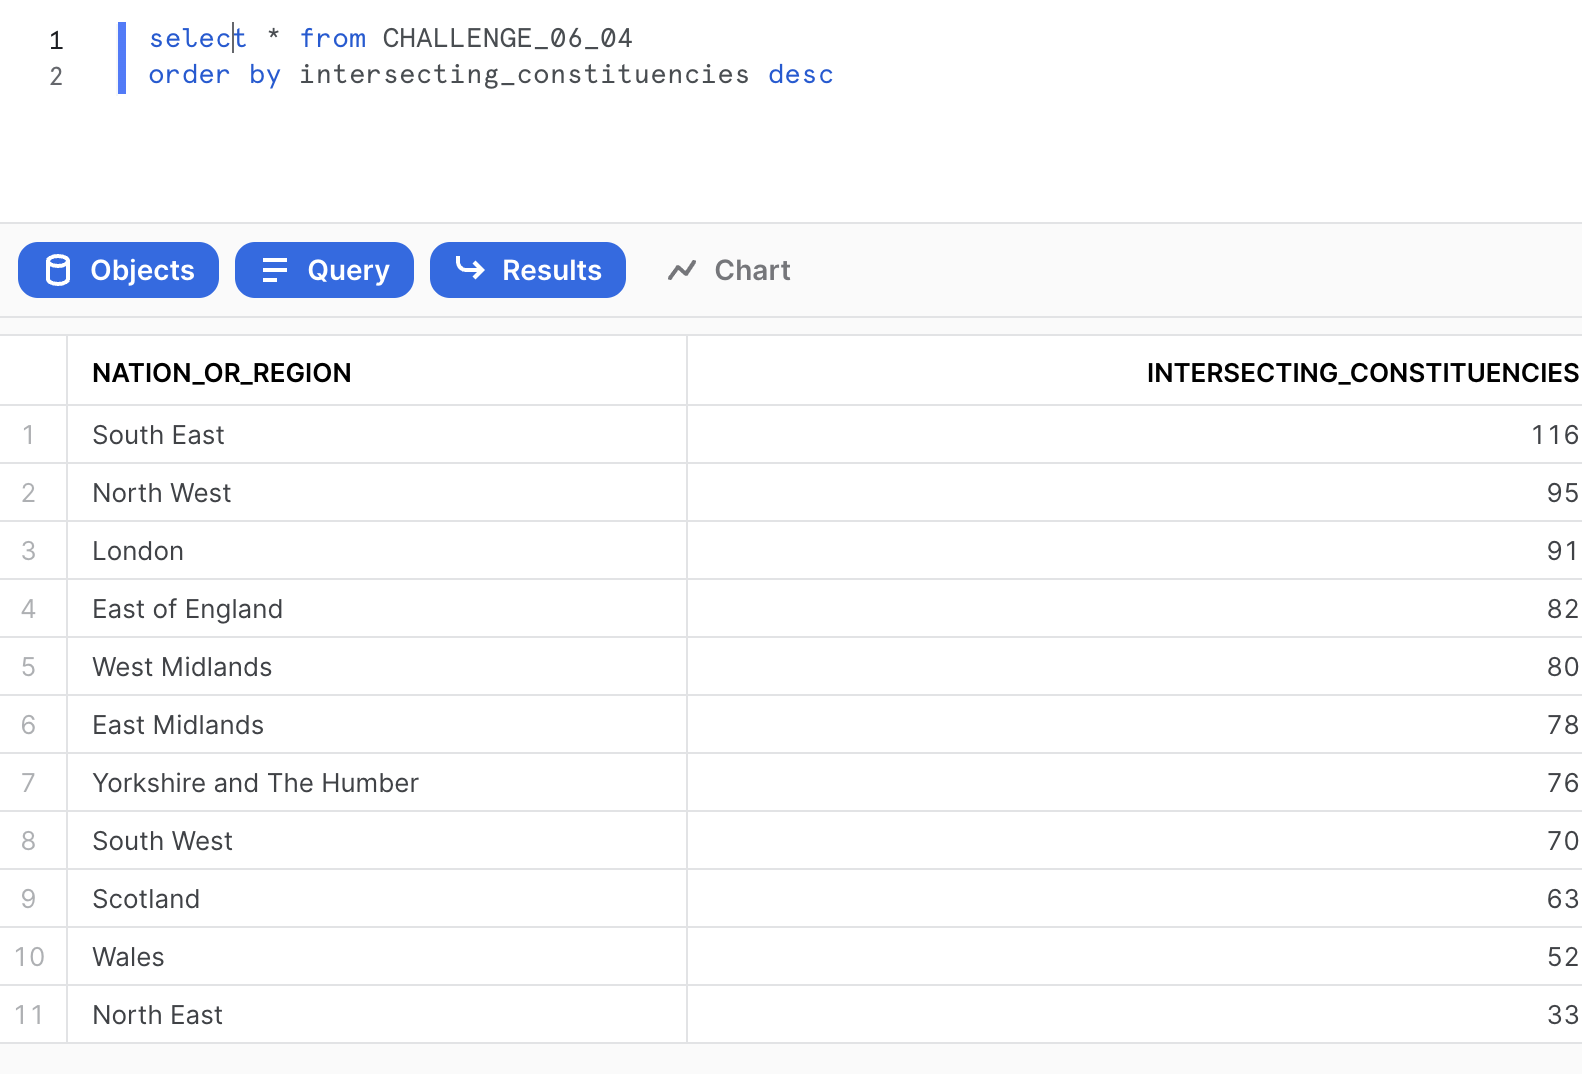 1 select * from CHALLENGE_06_04
2 order by intersecting_constituencies desc
Objects Query Results Chart
NATION_OR_REGION INTERSECTING_CONSTITUENCIES
1 South East 116
2 North West 95
3 London 91
4 East of England 82
5 West Midlands 80
6 East Midlands 78
7 Yorkshire and The Humber 76
8 South West 70
9 Scotland 63
10 Wales 52
11 North East 33